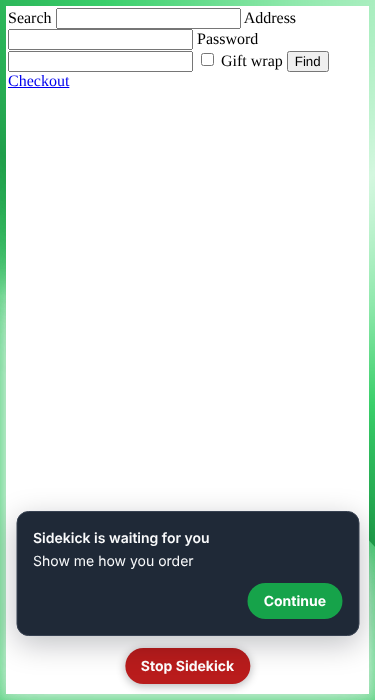 Search Address
Password
Gift wrap Find
Checkout
Sidekick is waiting for you
Show me how you order
Continue
Stop Sidekick